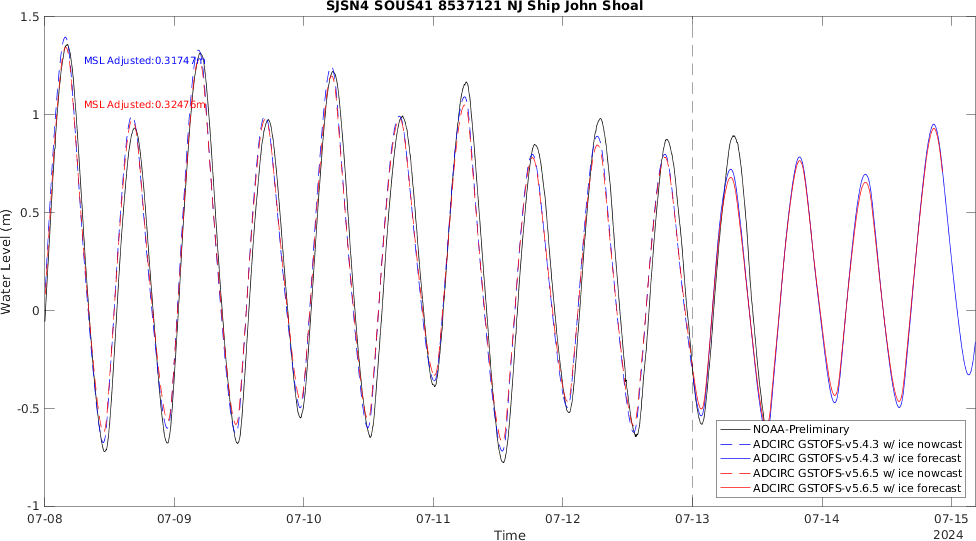 SJSN4 SOUS41 8537121 NJ Ship John Shoal
1.5
1
0.5
0
-0.5
-1
Water Level (m)
MSL Adjusted:0.31747m
MSL Adjusted:0.32476m
NOAA-Preliminary
ADCIRC GSTOFS-v5.4.3 w/ ice nowcast
ADCIRC GSTOFS-v5.4.3 w/ ice forecast
ADCIRC GSTOFS-v5.6.5 w/ ice nowcast
ADCIRC GSTOFS-v5.6.5 w/ ice forecast
07-08 07-09 07-10 07-11 07-12 07-13 07-14 07-15
Time
2024